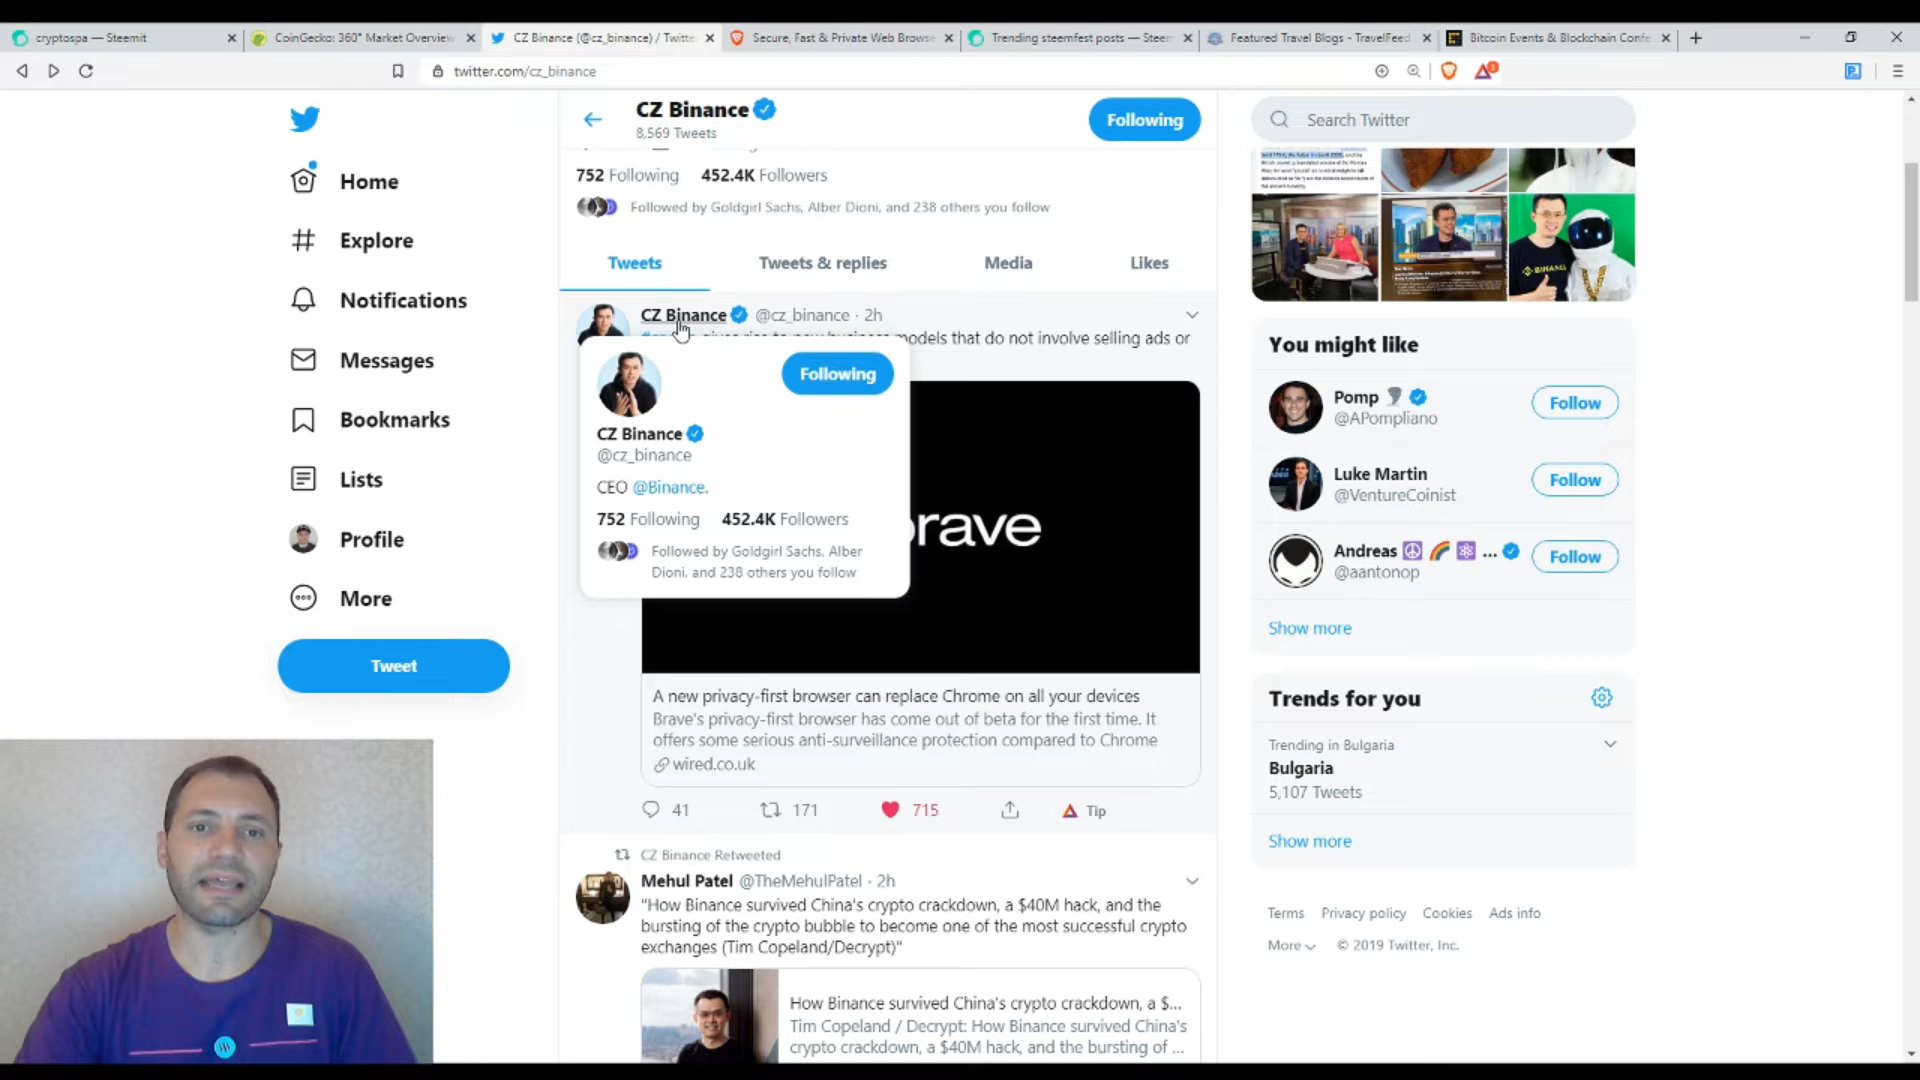 cryptospa — Steemit
CoinGecko: 360° Market Overview
CZ Binance (@cz_binance) / Twitte
Secure, Fast & Private Web Browse
Trending steemfest posts — Steem
Featured Travel Blogs - TravelFeed
Bitcoin Events & Blockchain Confe
twitter.com/cz_binance
Home
Explore
Notifications
Messages
Bookmarks
Lists
Profile
More
Tweet
CZ Binance
8,569 Tweets
Following
752 Following 452.4K Followers
Followed by Goldgirl Sachs, Alber Dioni, and 238 others you follow
Tweets
Tweets & replies
Media
Likes
CZ Binance @cz_binance · 2h
models that do not involve selling ads or
Following
CZ Binance
@cz_binance
CEO @Binance.
752 Following 452.4K Followers
Followed by Goldgirl Sachs, Alber
Dioni, and 238 others you follow
brave
A new privacy-first browser can replace Chrome on all your devices
Brave's privacy-first browser has come out of beta for the first time. It
offers some serious anti-surveillance protection compared to Chrome
wired.co.uk
41 171 715 Tip
CZ Binance Retweeted
Mehul Patel @TheMehulPatel · 2h
"How Binance survived China's crypto crackdown, a $40M hack, and the
bursting of the crypto bubble to become one of the most successful crypto
exchanges (Tim Copeland/Decrypt)"
How Binance survived China's crypto crackdown, a $...
Tim Copeland / Decrypt: How Binance survived China's
crypto crackdown, a $40M hack, and the bursting of ...
Search Twitter
BINANCE
You might like
Pomp
@APompliano
Follow
Luke Martin
@VentureCoinist
Follow
Andreas ...
@aantonop
Follow
Show more
Trends for you
Trending in Bulgaria
Bulgaria
5,107 Tweets
Show more
Terms Privacy policy Cookies Ads info
More © 2019 Twitter, Inc.